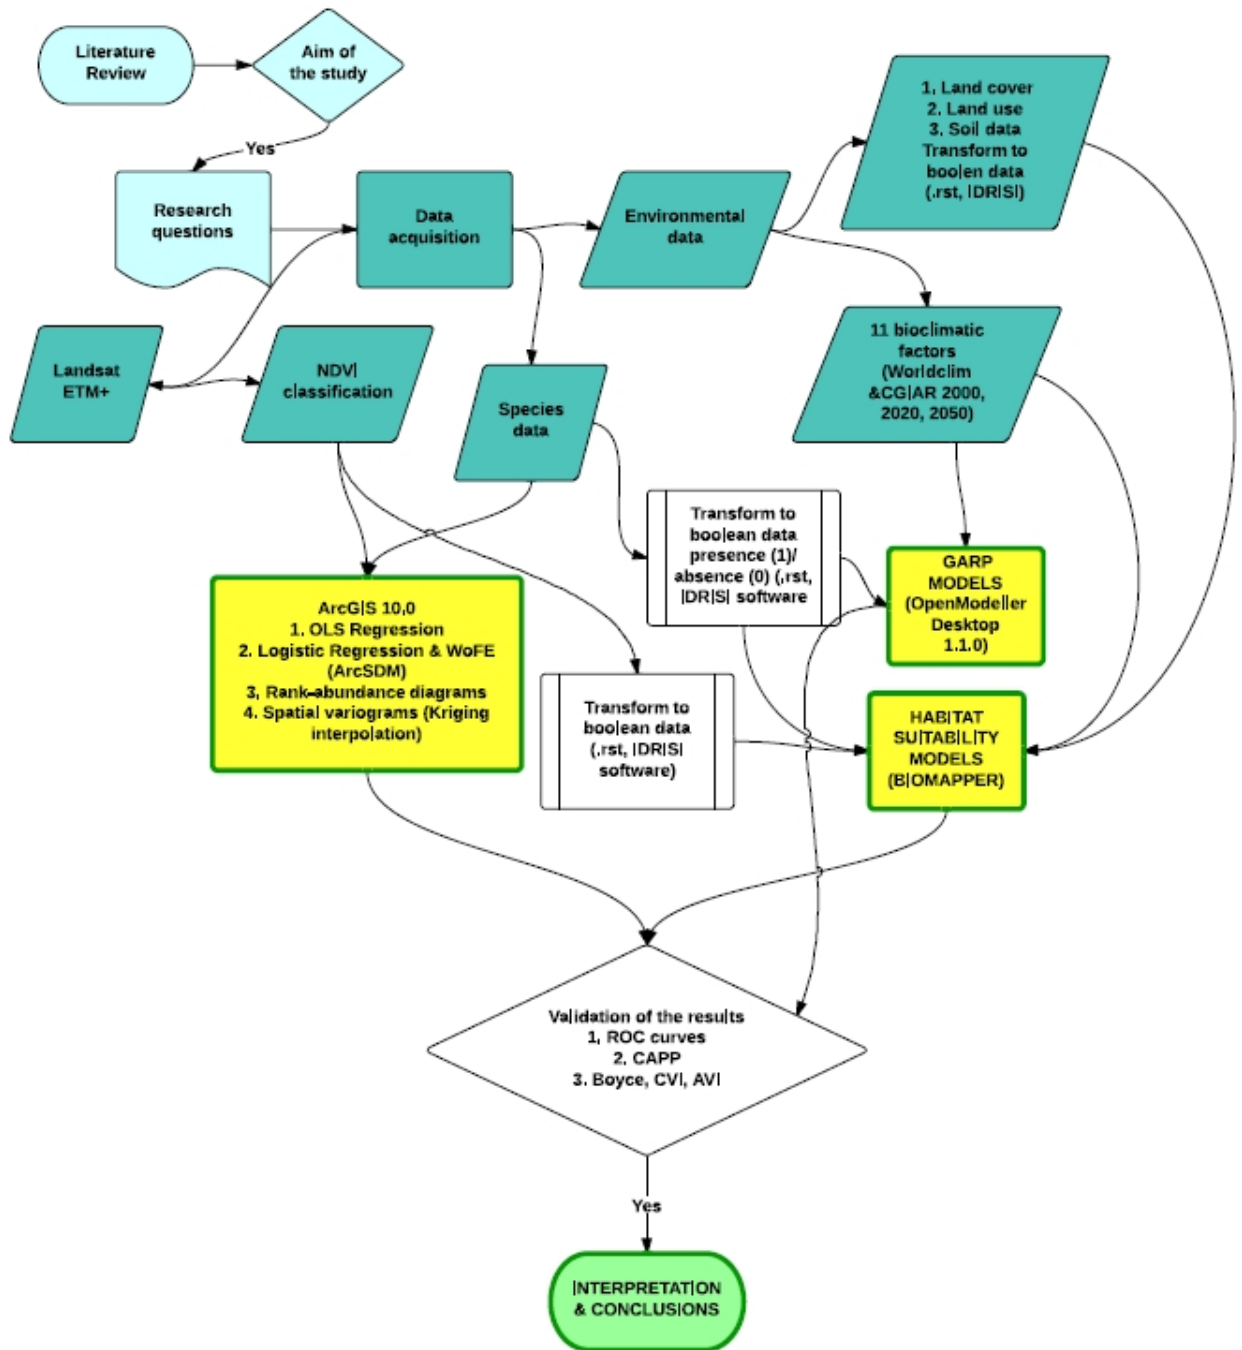 Literature
Review
Aim of
the study
Yes
1. Land cover
2. Land use
3. Soil data
Transform to
boolen data
(.rst, IDRISI)
Research
questions
Data
acquisition
Environmental
data
Landsat
ETM+
NDVI
classification
Species
data
11 bioclimatic
factors
(Worldclim
&CGIAR 2000,
2020, 2050)
Transform to
boolean data
presence (1)/
absence (0) (.rst,
IDRISI software
GARP
MODELS
(OpenModeller
Desktop
1.1.0)
ArcGIS 10.0
1. OLS Regression
2. Logistic Regression & WoFE
(ArcSDM)
3. Rank-abundance diagrams
4. Spatial variograms (Kriging
interpolation)
Transform to
boolean data
(.rst, IDRISI
software)
HABITAT
SUITABILITY
MODELS
(BIOMAPPER)
Validation of the results
1. ROC curves
2. CAPP
3. Boyce, CVI, AVI
Yes
INTERPRETATION
& CONCLUSIONS